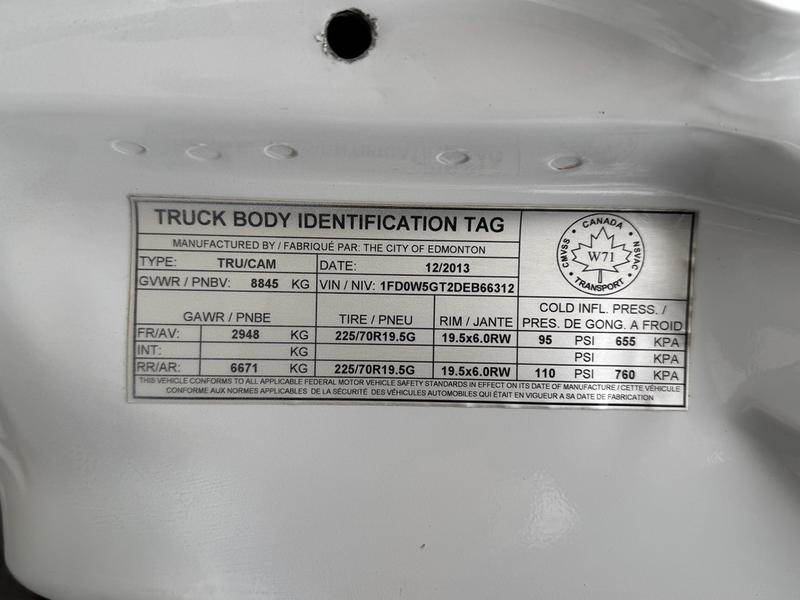 TRUCK BODY IDENTIFICATION TAG
MANUFACTURED BY / FABRIQUÉ PAR: THE CITY OF EDMONTON
TYPE: TRU/CAM DATE: 12/2013
GVWR / PNBV: 8845 KG VIN / NIV: 1FD0W5GT2DEB66312
CANADA
CMVSS W71 NSVAC
TRANSPORT
GAWR / PNBE TIRE / PNEU RIM / JANTE COLD INFL. PRESS. /
PRES. DE GONG. A FROID
FR/AV: 2948 KG 225/70R19.5G 19.5x6.0RW 95 PSI 655 KPA
INT: KG PSI KPA
RR/AR: 6671 KG 225/70R19.5G 19.5x6.0RW 110 PSI 760 KPA
THIS VEHICLE CONFORMS TO ALL APPLICABLE FEDERAL MOTOR VEHICLE SAFETY STANDARDS IN EFFECT ON ITS DATE OF MANUFACTURE / CETTE VÉHICULE
CONFORME AUX NORMES APPLICABLES DE LA SÉCURITÉ DES VÉHICULES AUTOMOBILES QUI ÉTAIT EN VIGUEUR A SA DATE DE FABRICATION